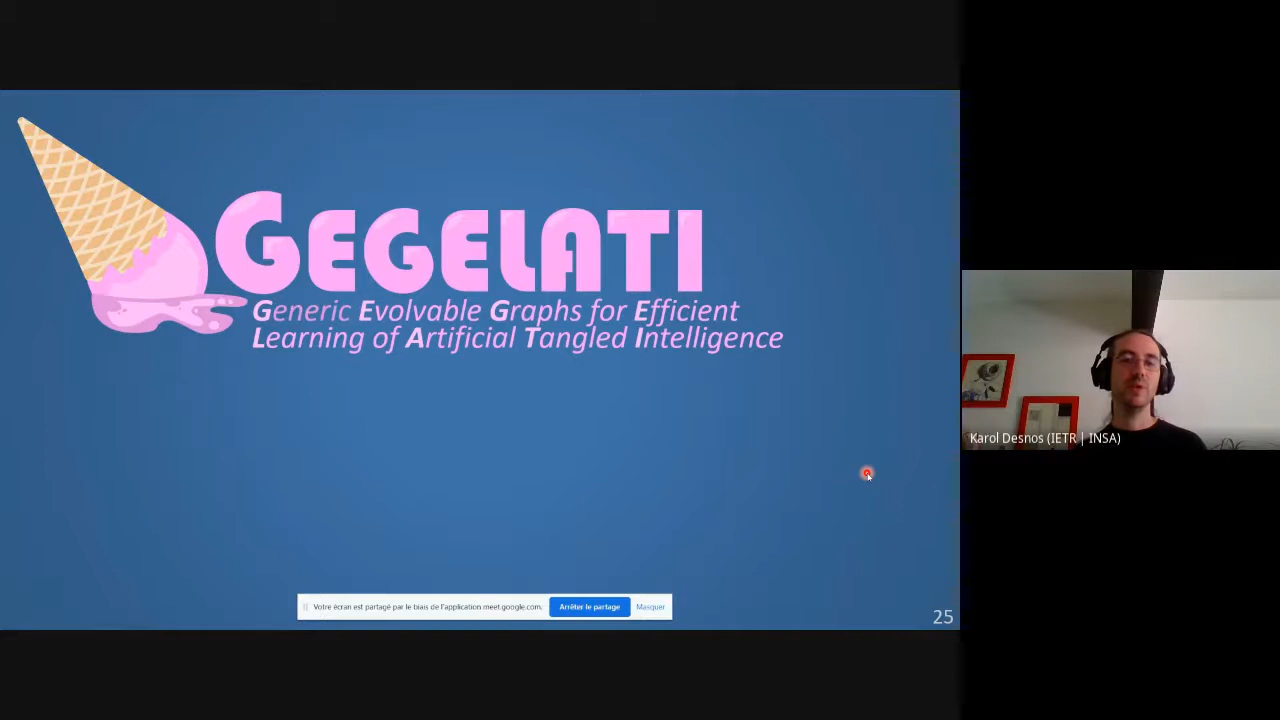 GEGELATI
Generic Evolvable Graphs for Efficient
Learning of Artificial Tangled Intelligence
Karol Desnos (IETR | INSA)
Votre écran est partagé par le biais de l'application meet.google.com.
Arrêter le partage
Masquer
25